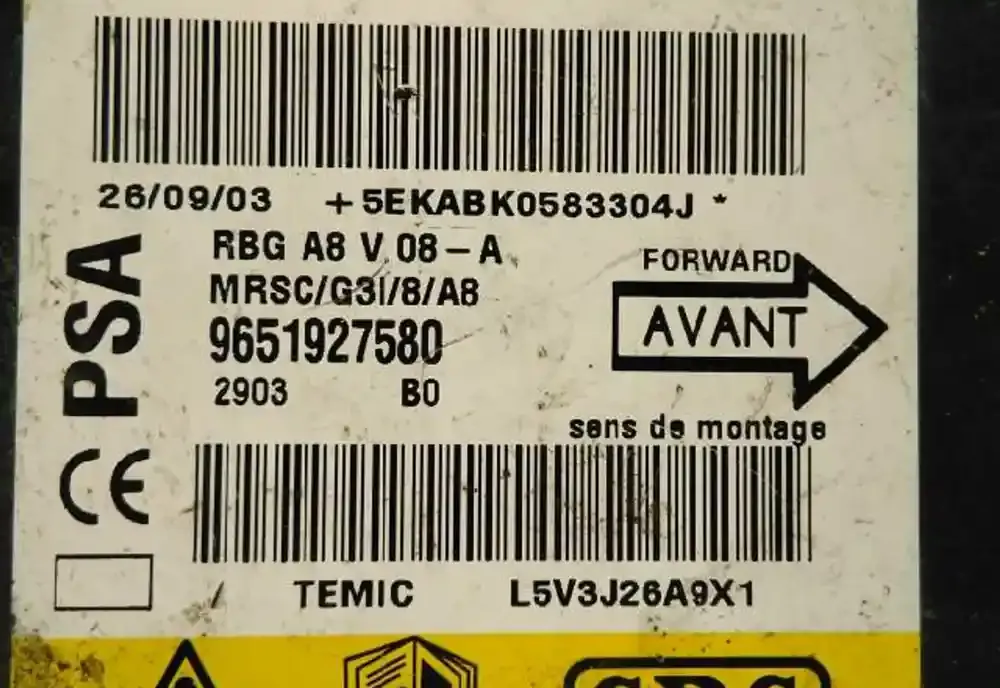 26/09/03 +5EKABK0583304J *
RBG A8 V 08-A
MRSC/G3I/8/A8
9651927580
2903 B0
PSA
CE
FORWARD
AVANT
sens de montage
TEMIC L5V3J26A9X1